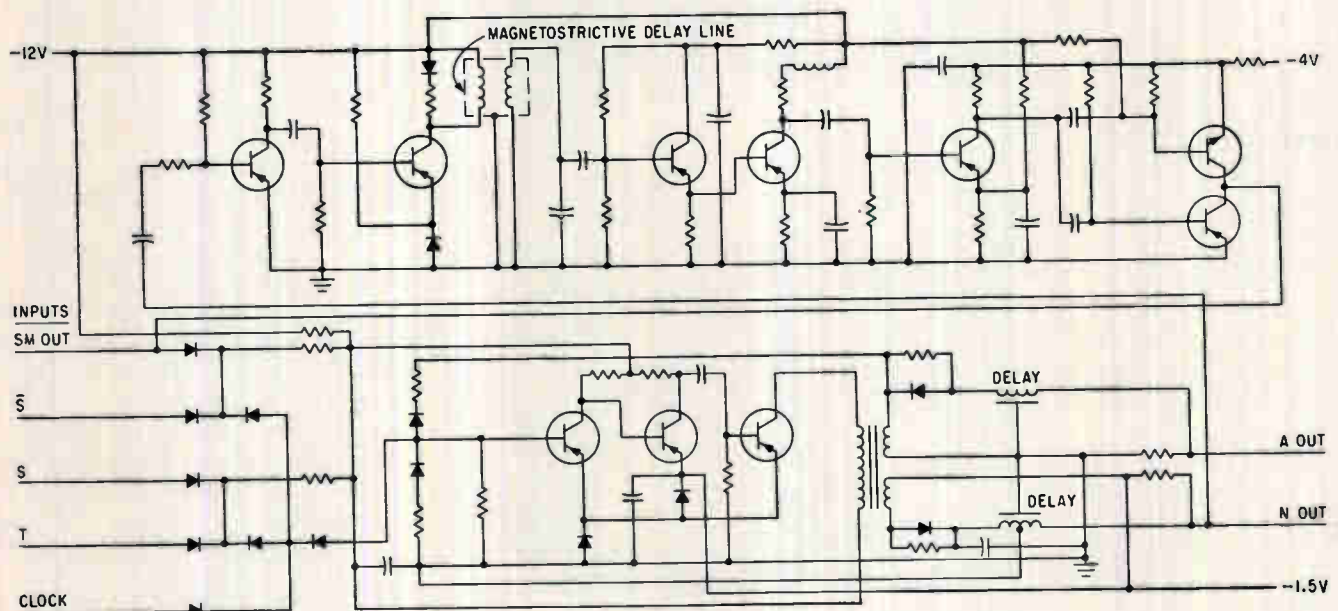 MAGNETOSTRICTIVE DELAY LINE
-12V
-4V
INPUTS
SM OUT
S̄
S
T
CLOCK
DELAY
A OUT
DELAY
N OUT
-1.5V